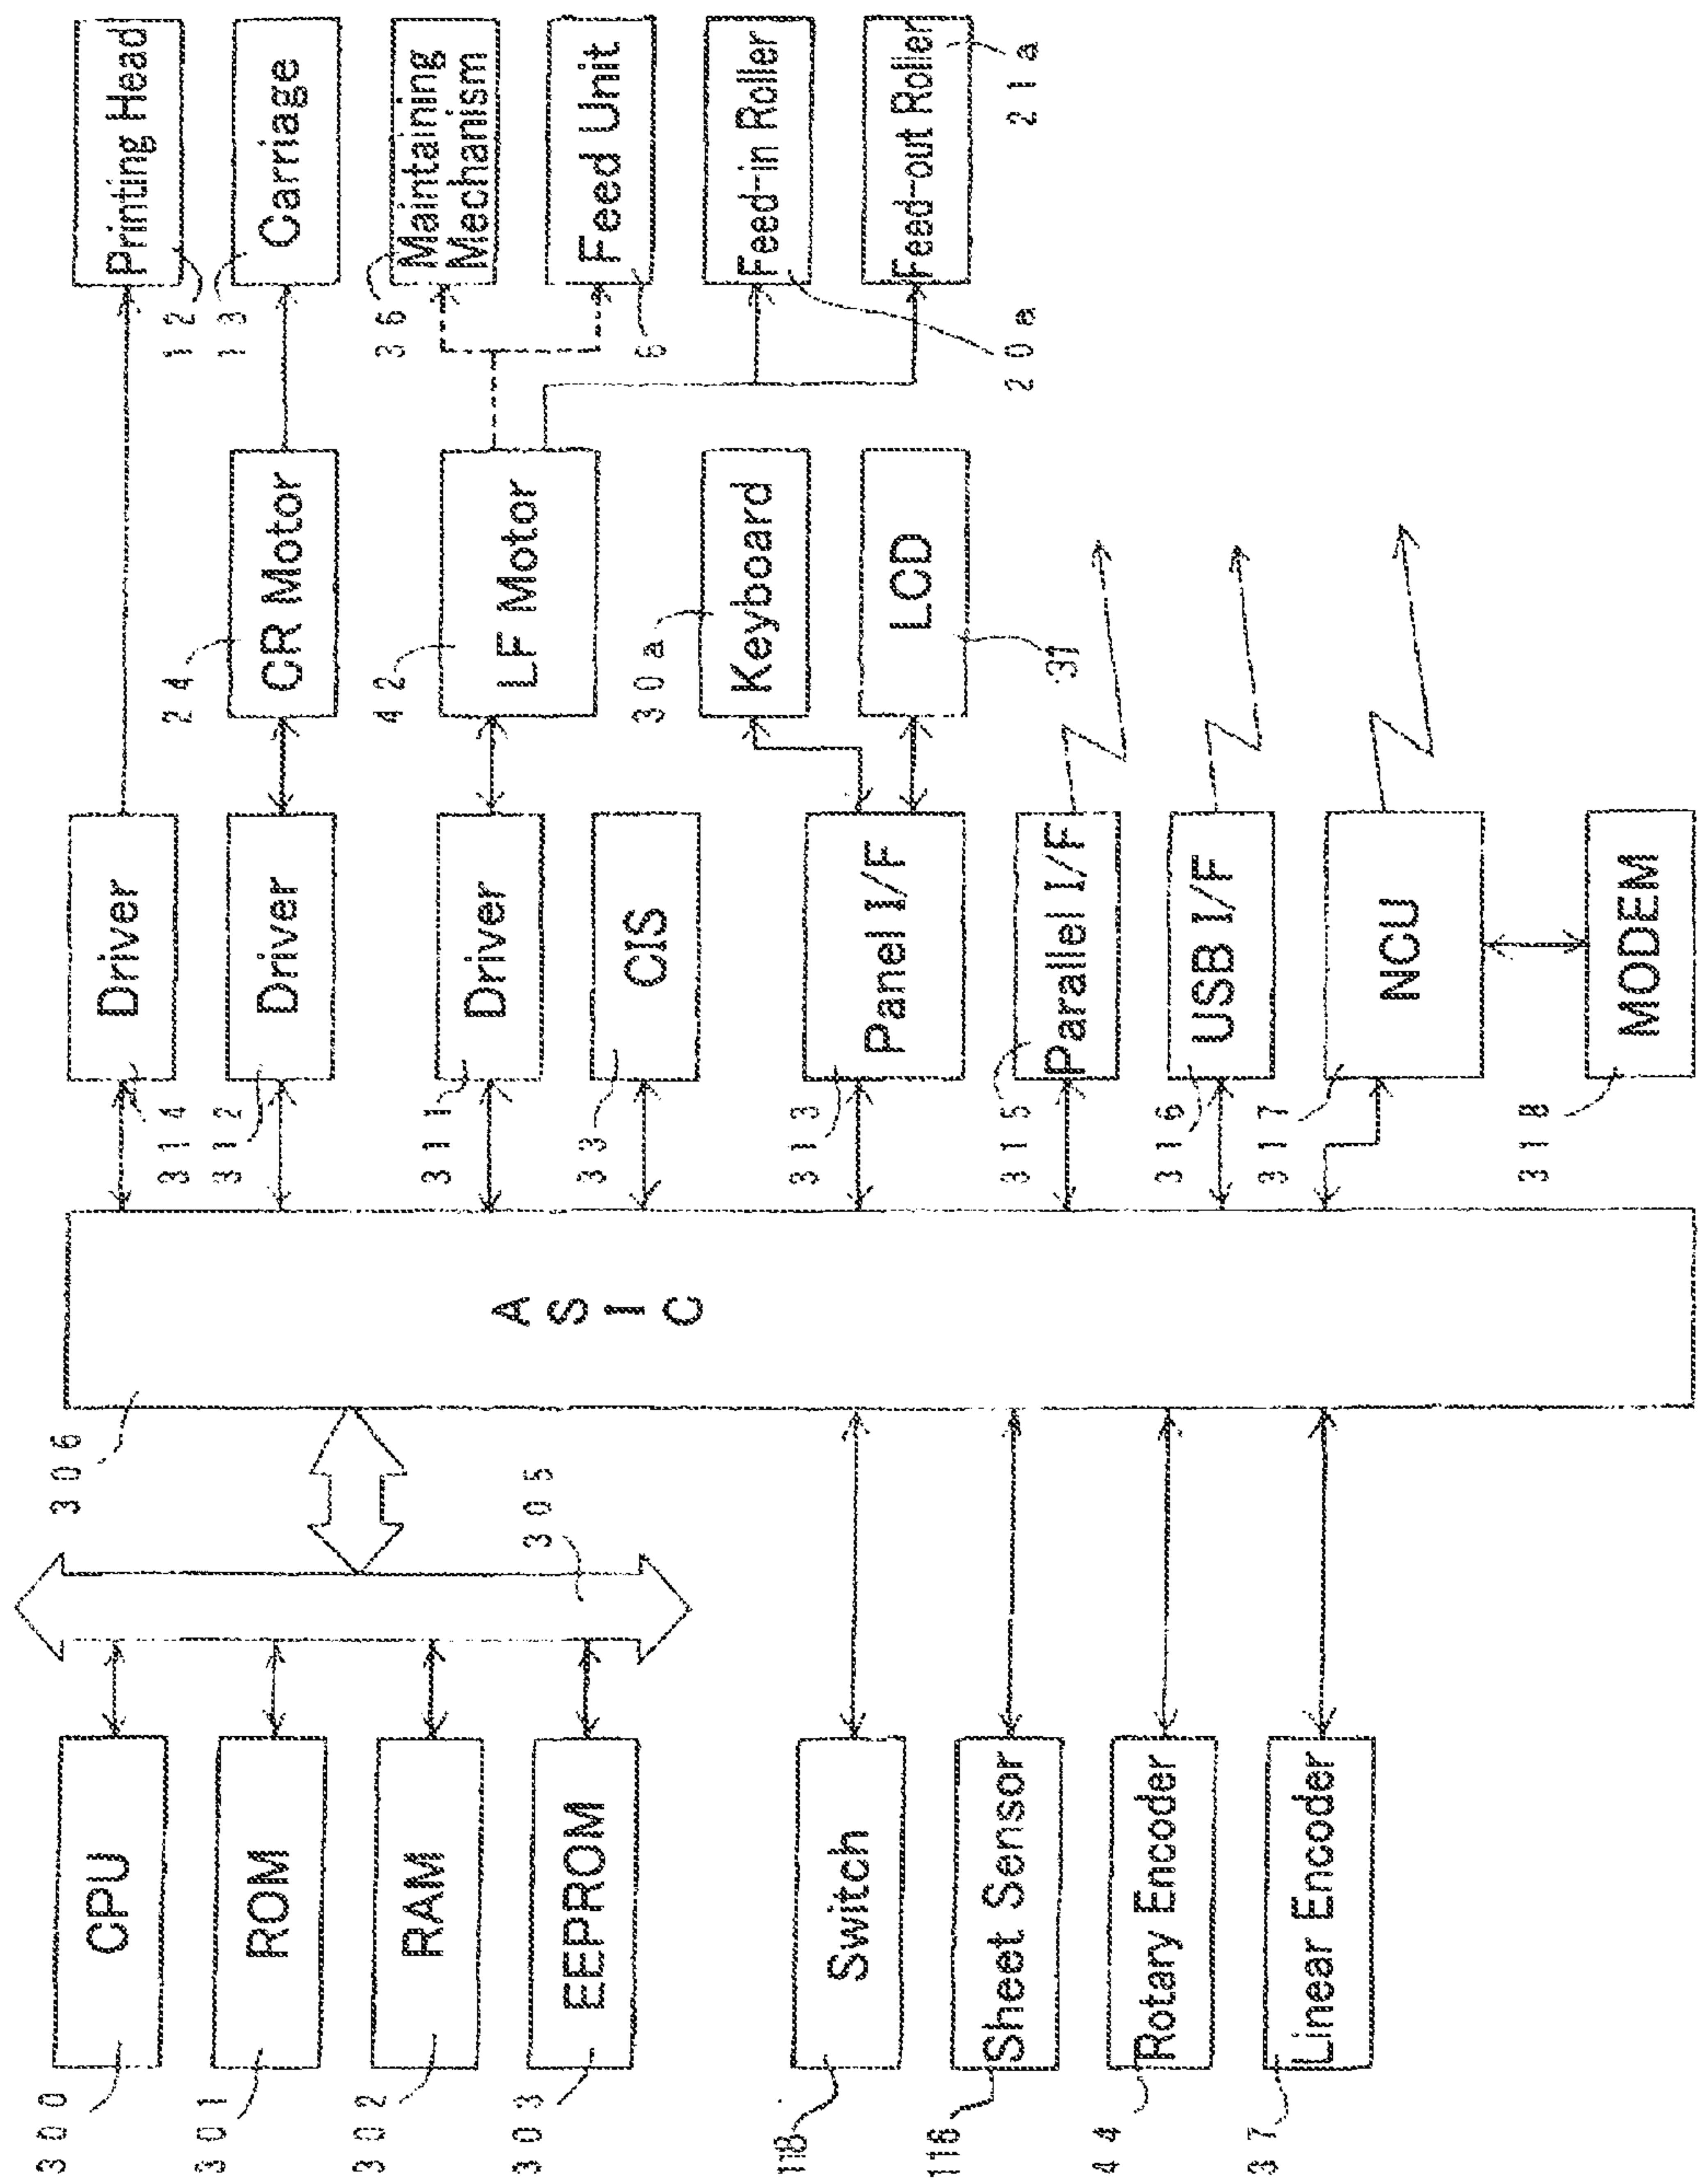 300
CPU
301
ROM
302
RAM
303
EEPROM
305
118
Switch
116
Sheet Sensor
44
Rotary Encoder
37
Linear Encoder
306
ASIC
314
Driver
312
Driver
311
Driver
33
CIS
313
Panel I/F
315
Parallel I/F
316
USB I/F
317
NCU
318
MODEM
24
CR Motor
42
LF Motor
30a
Keyboard
LCD
31
12
Printing Head
13
Carriage
36
Maintaining
Mechanism
6
Feed Unit
Feed-in Roller
20a
Feed-out Roller
21a